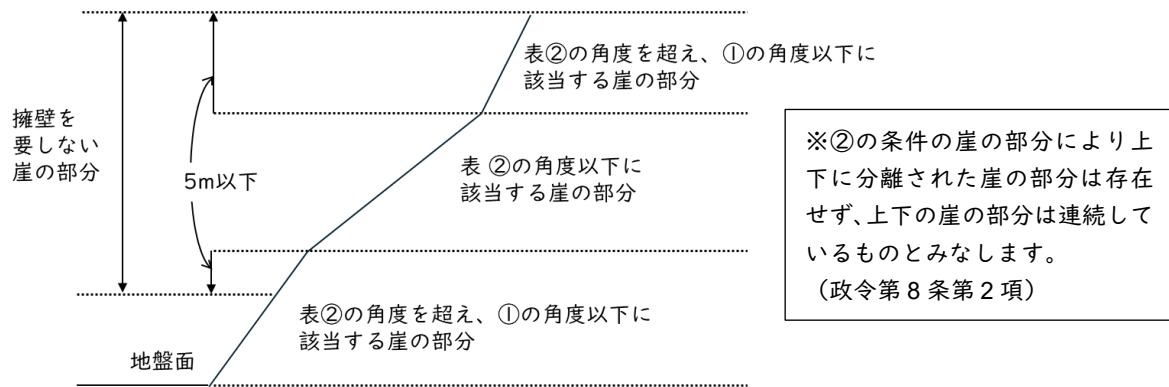 表②の角度を超え、①の角度以下に
該当する崖の部分
擁壁を
要しない
崖の部分
5m以下
表 ②の角度以下に
該当する崖の部分
表②の角度を超え、①の角度以下に
該当する崖の部分
地盤面
※②の条件の崖の部分により上
下に分離された崖の部分は存在
せず、上下の崖の部分は連続して
いるものとみなします。
（政令第 8 条第 2 項）